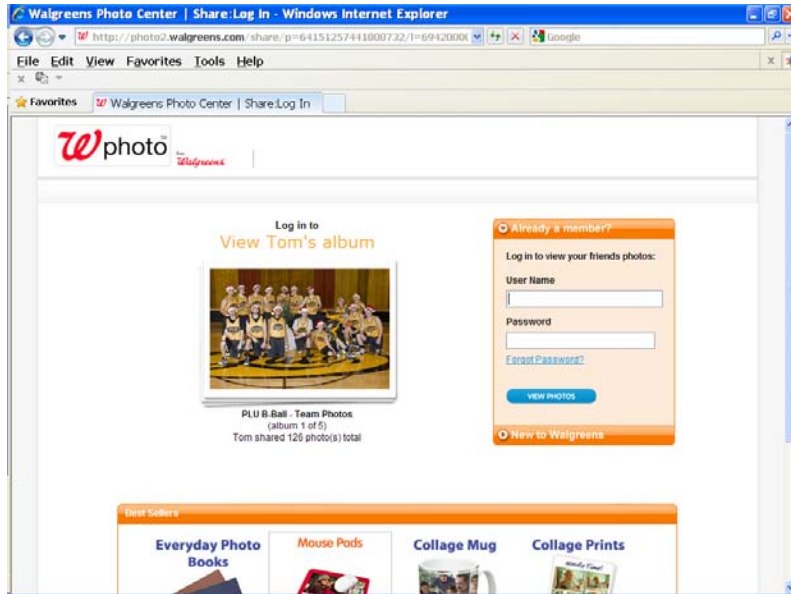 Walgreens Photo Center | Share:Log In - Windows Internet Explorer
http://photo2.walgreens.com/share/p=64151257441808732/l=6942000
Google
File Edit View Favorites Tools Help
Favorites
Walgreens Photo Center | Share:Log In
W photo
Walgreens
Log in to
View Tom's album
PLU B-Ball - Team Photos
(album 1 of 5)
Tom shared 126 photo(s) total
Already a member?
Log in to view your friends photos:
User Name
Password
Forgot Password?
VIEW PHOTOS
New to Walgreens
Best Sellers
Everyday Photo
Books
Mouse Pads
Collage Mug
Collage Prints